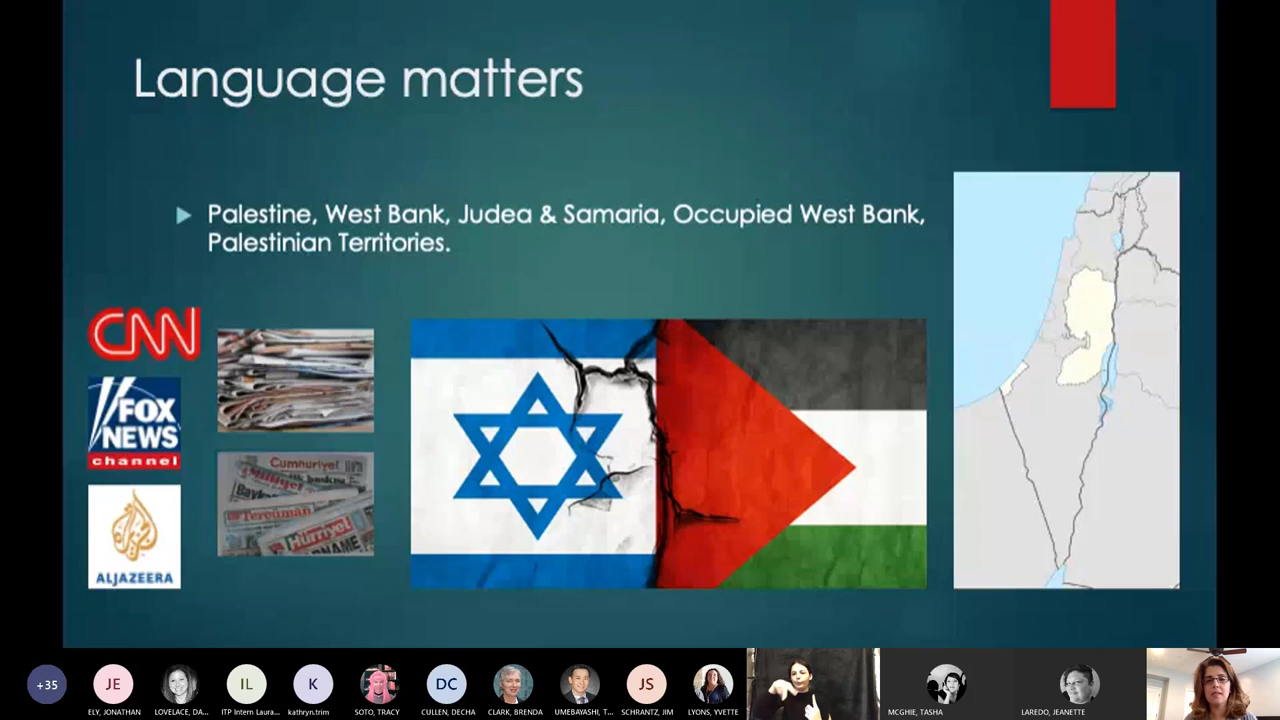 Language matters
Palestine, West Bank, Judea & Samaria, Occupied West Bank,
Palestinian Territories.
CNN
FOX
NEWS
channel
ALJAZEERA
Cumhuriyet
Milliyet
Tercüman
Hürriyet
+35
JE
IL
K
DC
JS
ELY, JONATHAN
LOVELACE, DA...
ITP Intern Laura...
kathryn.trim
SOTO, TRACY
CULLEN, DECHA
CLARK, BRENDA
UMEBAYASHI, T...
SCHRANTZ, JIM
LYONS, YVETTE
MCGHIE, TASHA
LAREDO, JEANETTE